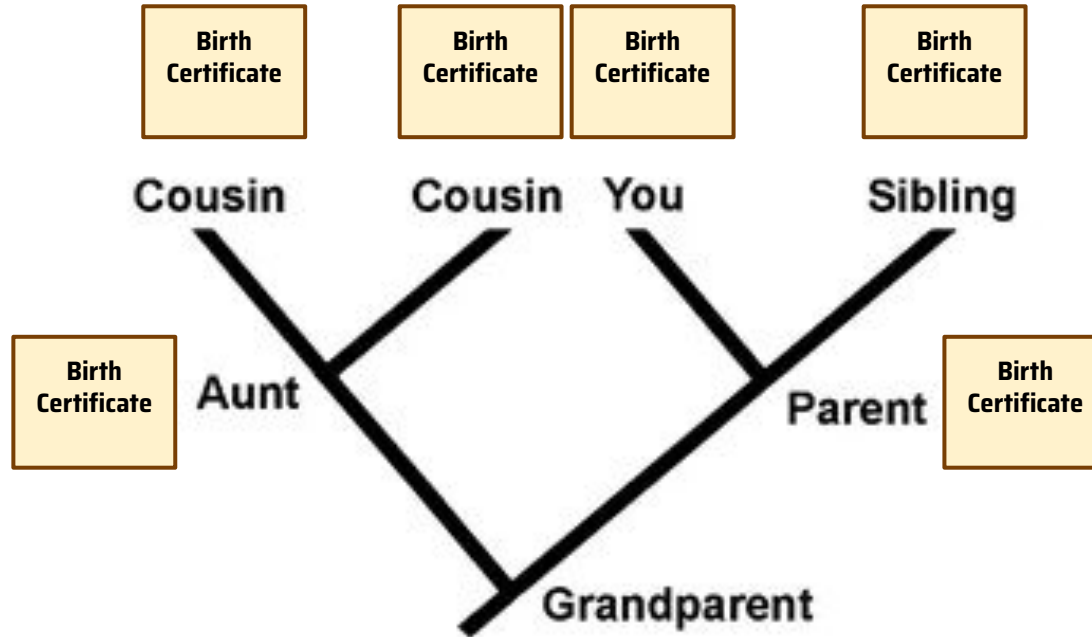 Birth
Certificate
Birth
Certificate
Birth
Certificate
Birth
Certificate
Cousin
Cousin
You
Sibling
Birth
Certificate
Aunt
Parent
Birth
Certificate
Grandparent